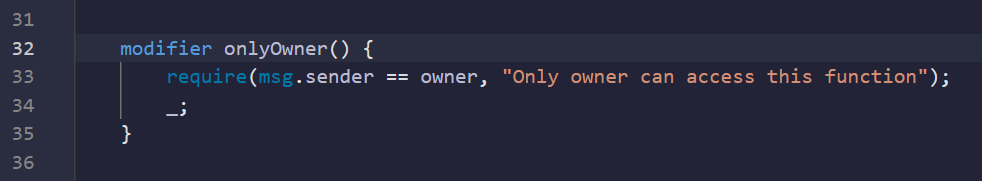 31
32 modifier onlyOwner() {
33 require(msg.sender == owner, "Only owner can access this function");
34 _;
35 }
36